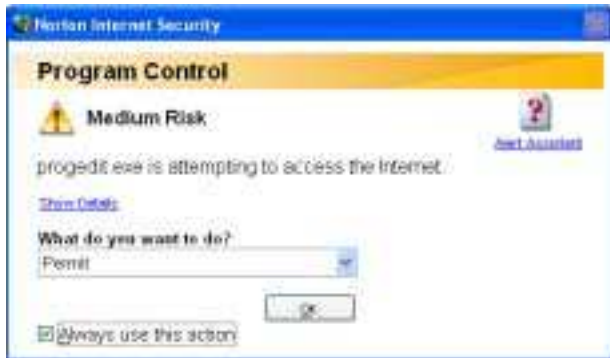 Norton Internet Security
Program Control
Medium Risk
Alert Assistant
progedit.exe is attempting to access the Internet.
Show Details
What do you want to do?
Permit
OK
Always use this action